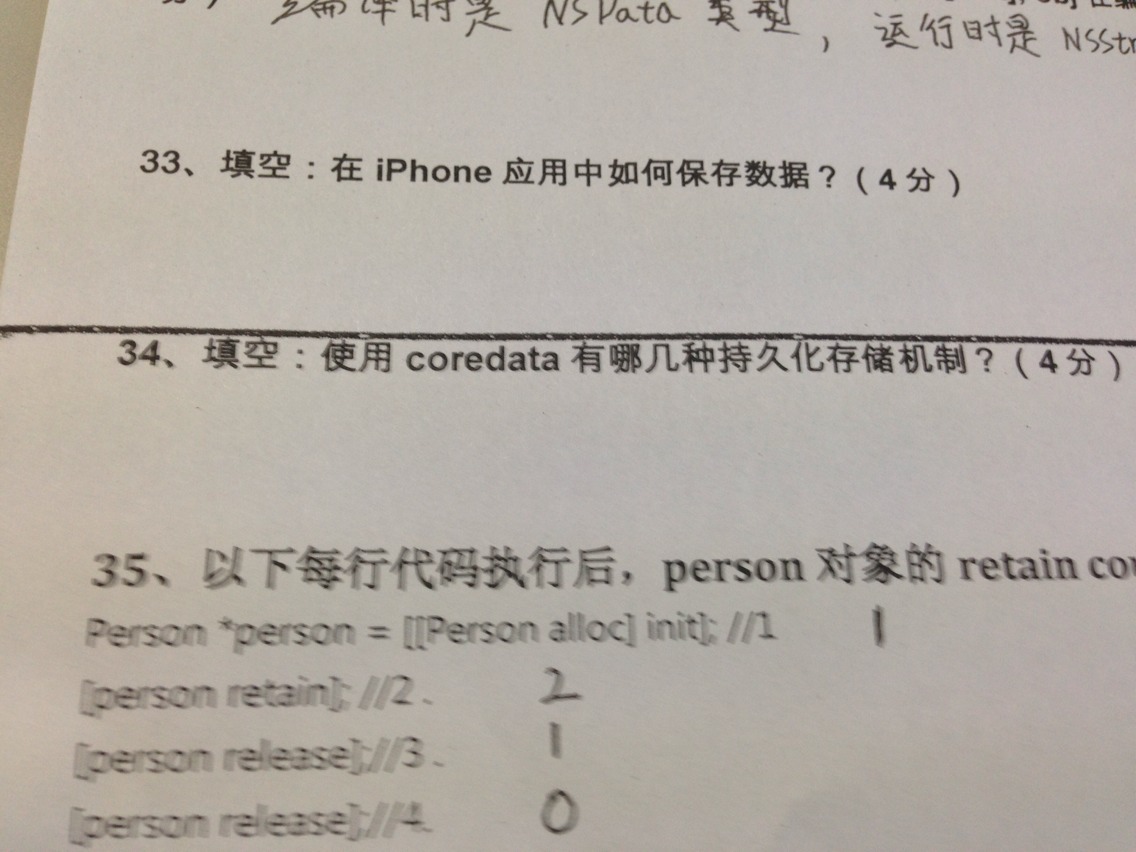 编译时是 NSData 类型， 运行时是 NSStr
33、填空：在 iPhone 应用中如何保存数据？（4 分）
34、填空：使用 coredata 有哪几种持久化存储机制？（4 分）
35、以下每行代码执行后，person 对象的 retain cou
Person *person = [[Person alloc] init]; //1 1
[person retain]; //2 . 2
[person release];//3 . 1
[person release];//4. 0